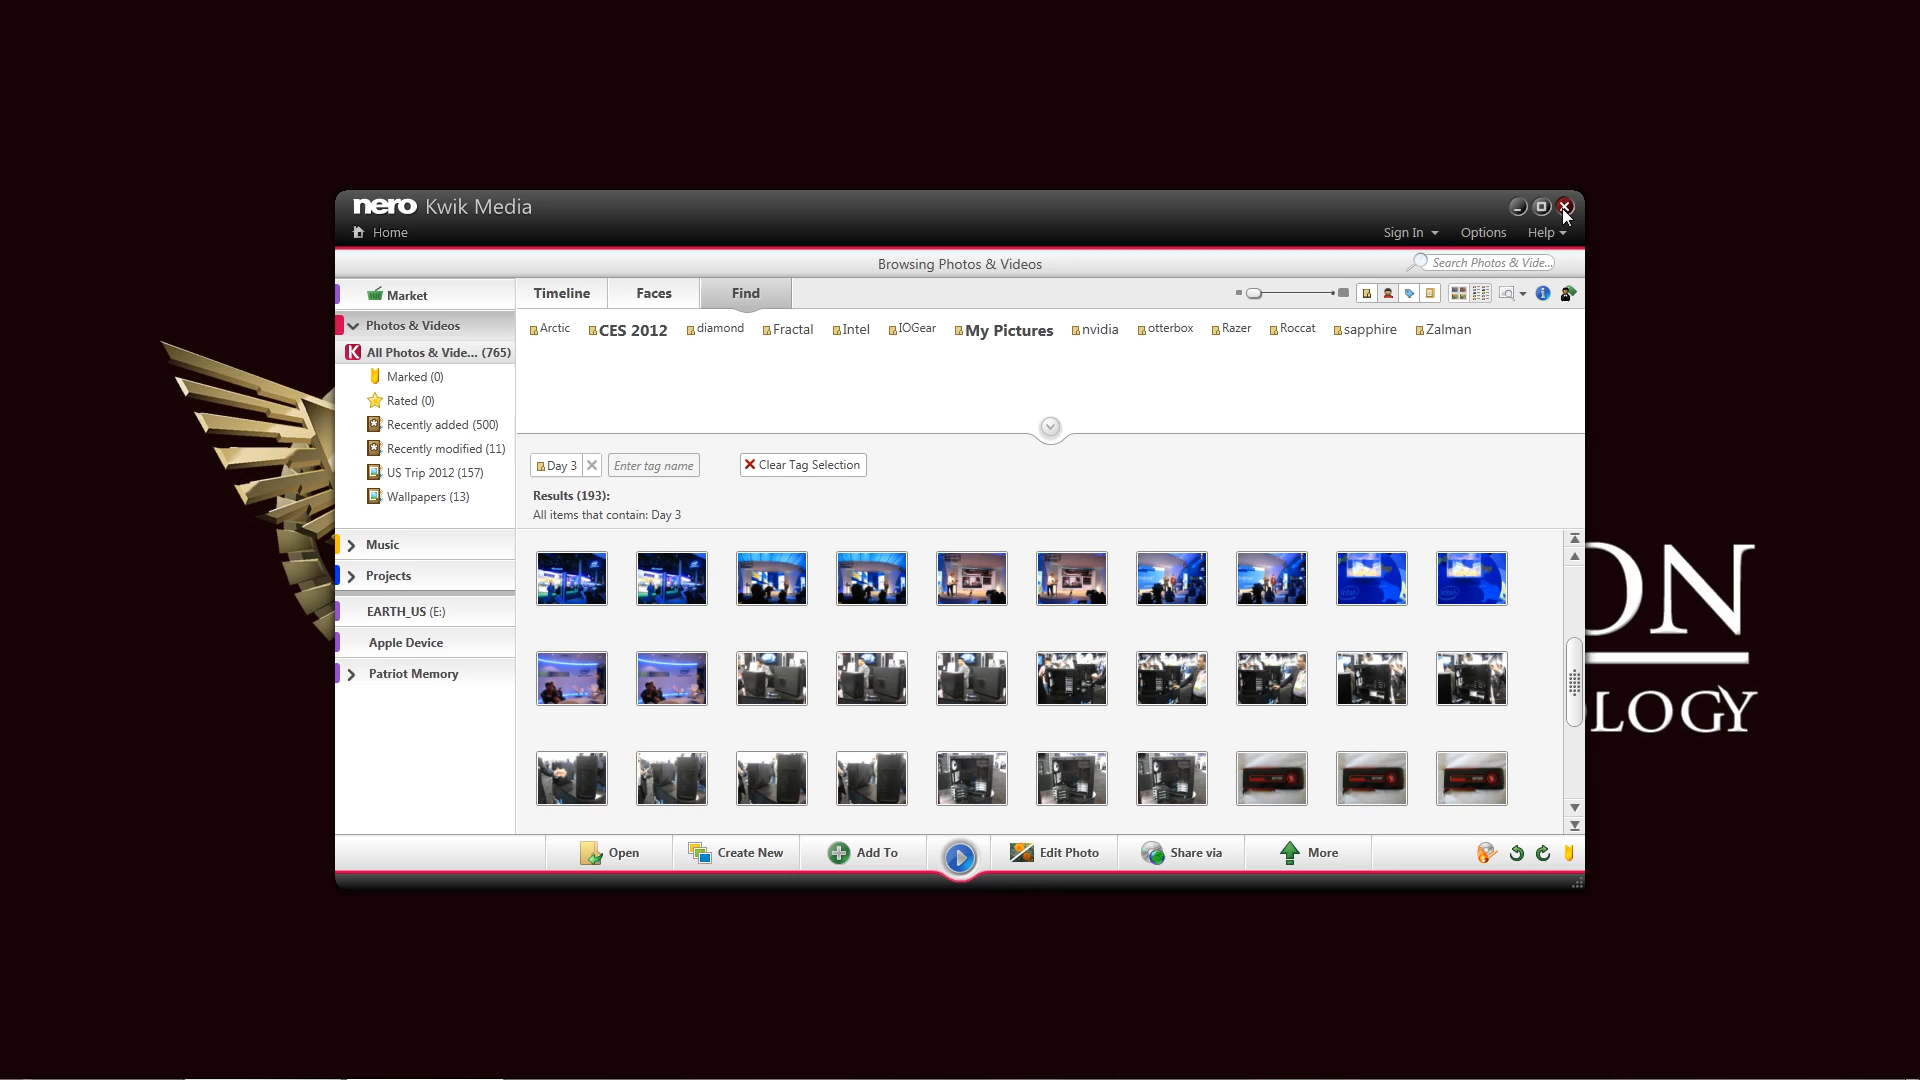 nero Kwik Media
Home
Sign In Options Help
Browsing Photos & Videos
Search Photos & Vide...
Market
Timeline Faces Find
Photos & Videos
All Photos & Vide... (765)
Marked (0)
Rated (0)
Recently added (500)
Recently modified (11)
US Trip 2012 (157)
Wallpapers (13)
Music
Projects
EARTH_US (E:)
Apple Device
Patriot Memory
Arctic CES 2012 diamond Fractal Intel IOGear My Pictures nvidia otterbox Razer Roccat sapphire Zalman
Day 3 Enter tag name Clear Tag Selection
Results (193):
All items that contain: Day 3
Open Create New Add To Edit Photo Share via More
ON
LOGY